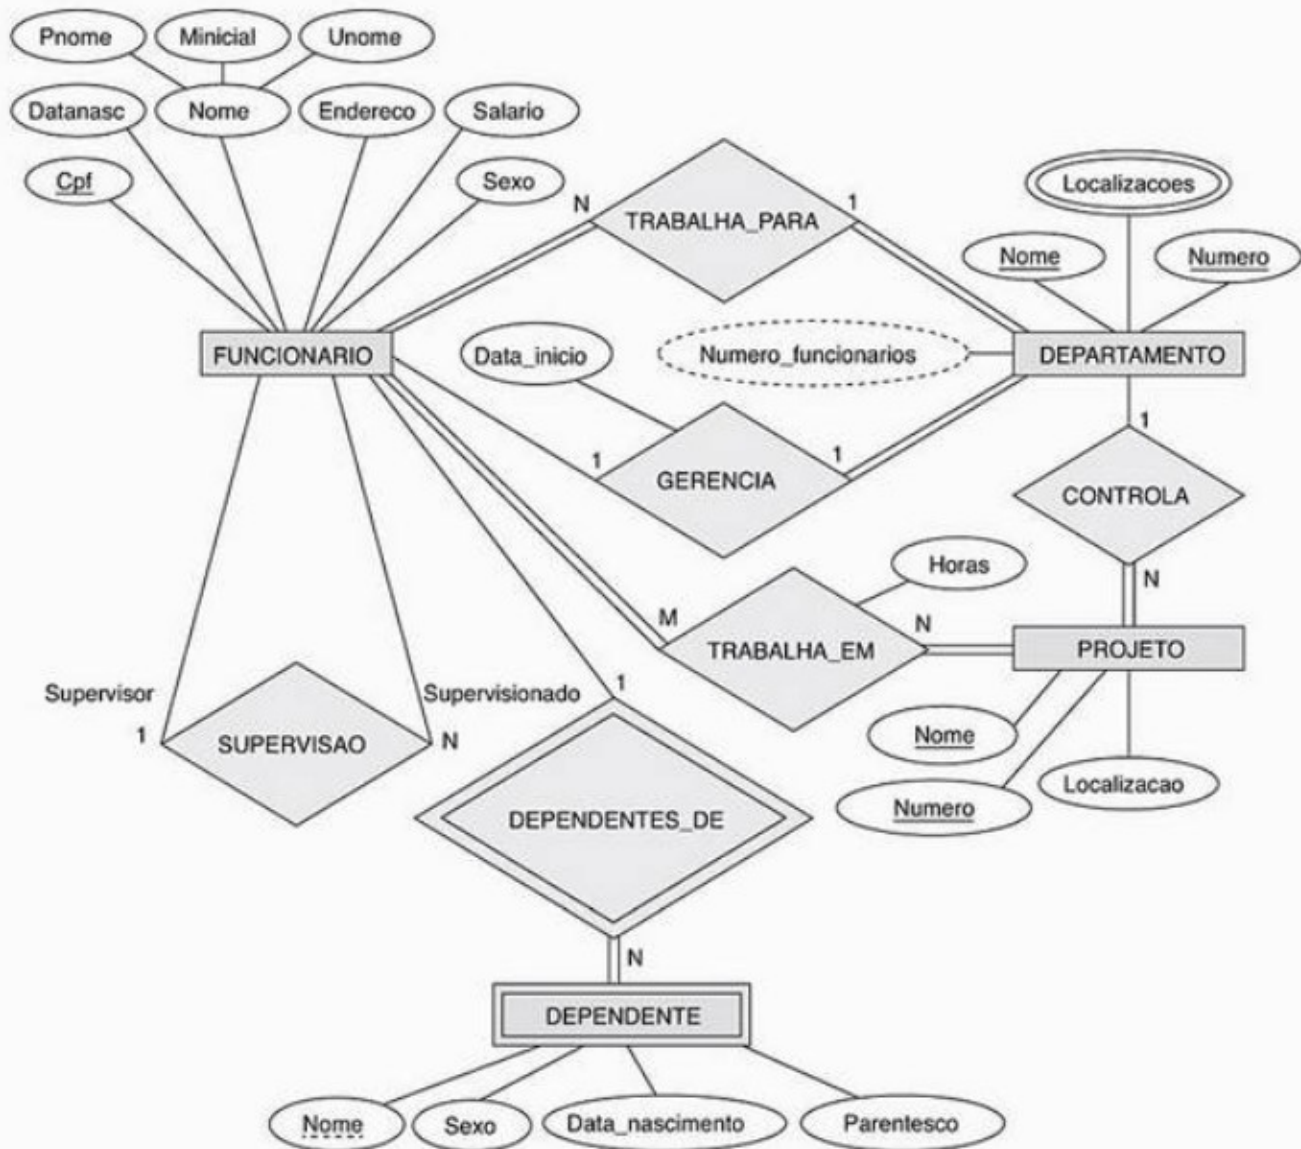 Pnome
Minicial
Unome
Datanasc
Nome
Endereco
Salario
Cpf
Sexo
N
TRABALHA_PARA
1
Localizacoes
Nome
Numero
FUNCIONARIO
Data_inicio
Numero_funcionarios
DEPARTAMENTO
1
GERENCIA
1
1
CONTROLA
N
Horas
M
TRABALHA_EM
N
PROJETO
Supervisor
1
SUPERVISAO
Supervisionado
N
1
Nome
Numero
Localizacao
DEPENDENTES_DE
N
DEPENDENTE
Nome
Sexo
Data_nascimento
Parentesco